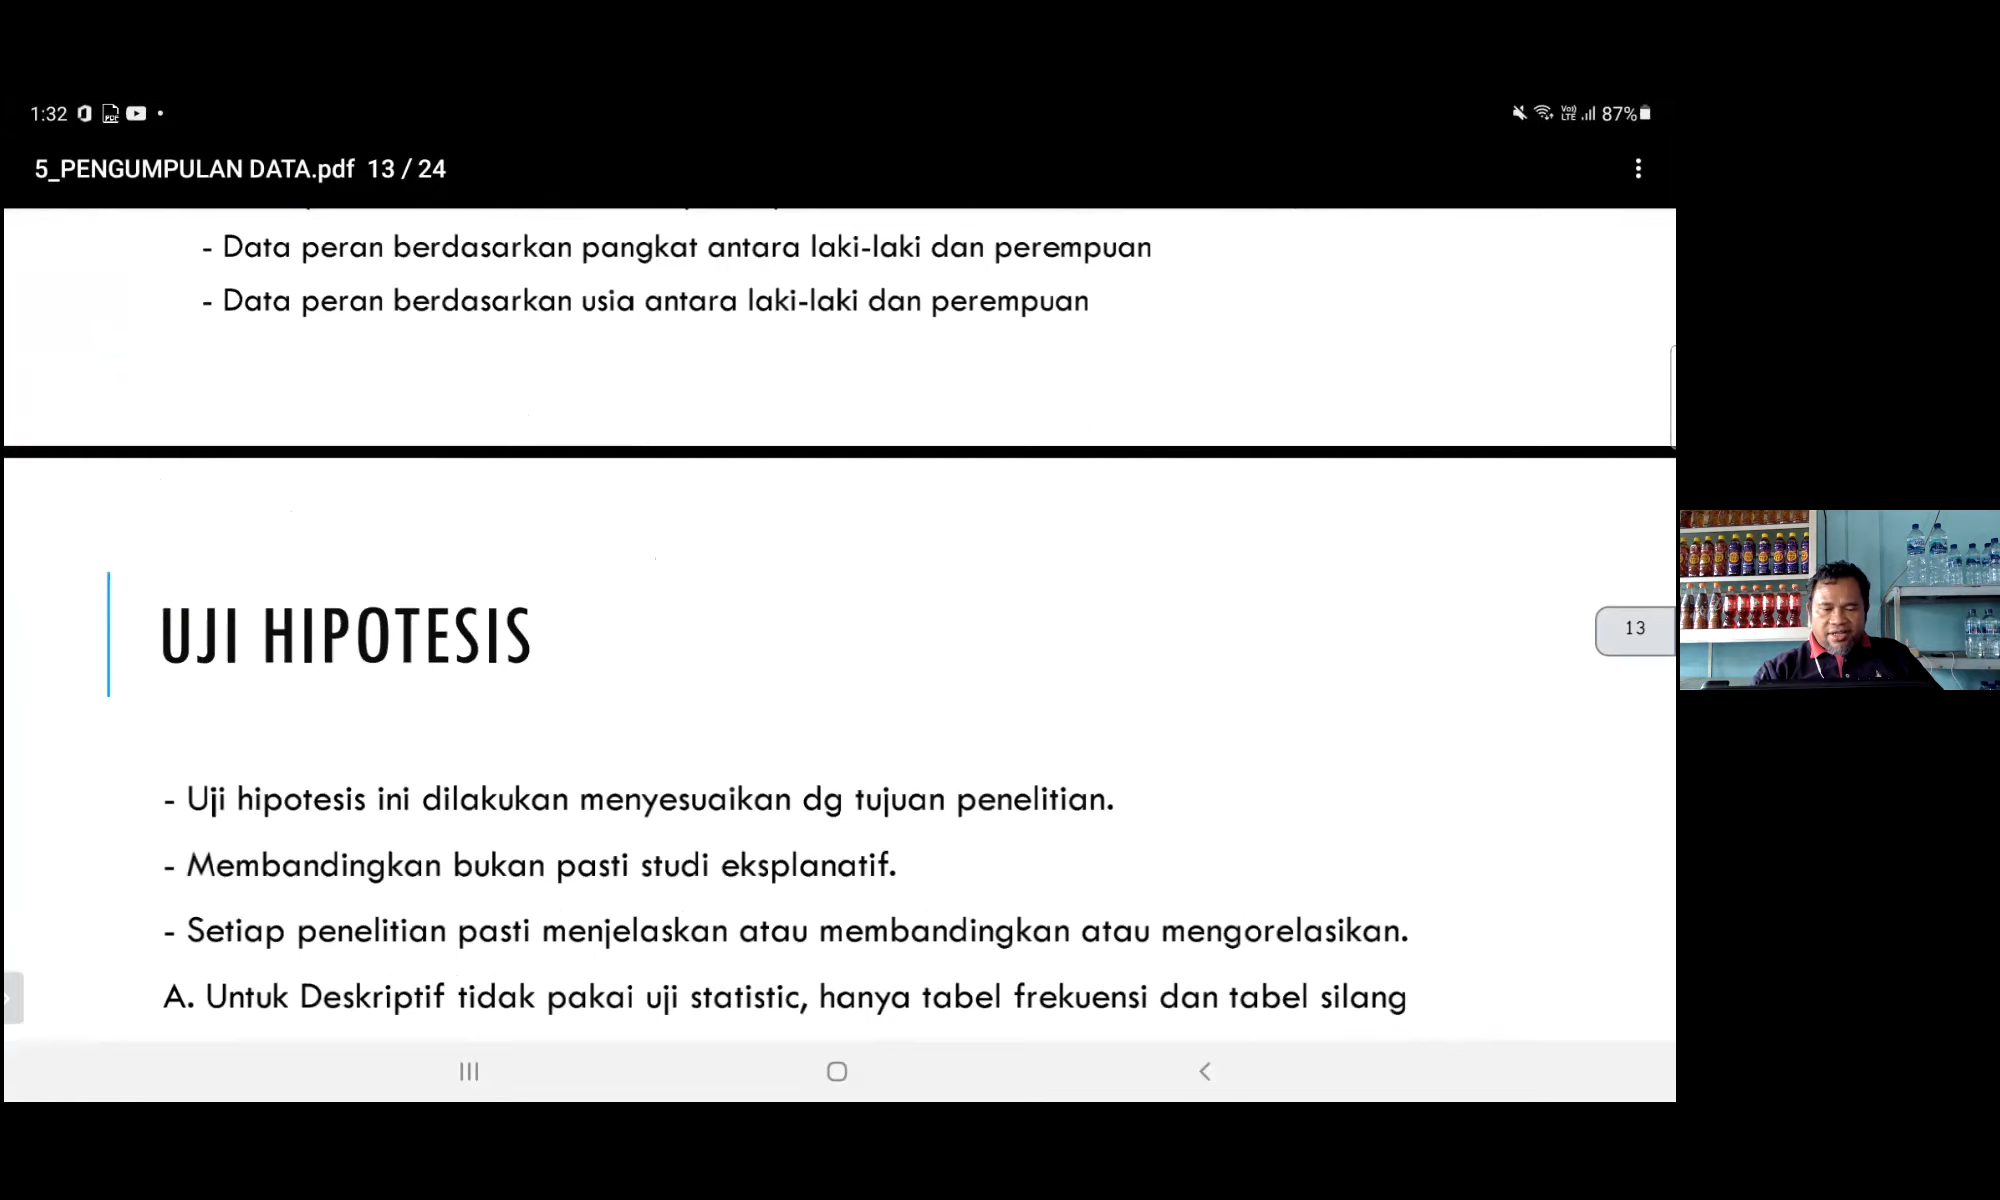 1:32
Vo))
LTE
87%
5_PENGUMPULAN DATA.pdf 13 / 24
- Data peran berdasarkan pangkat antara laki-laki dan perempuan
- Data peran berdasarkan usia antara laki-laki dan perempuan
UJI HIPOTESIS
13
- Uji hipotesis ini dilakukan menyesuaikan dg tujuan penelitian.
- Membandingkan bukan pasti studi eksplanatif.
- Setiap penelitian pasti menjelaskan atau membandingkan atau mengorelasikan.
A. Untuk Deskriptif tidak pakai uji statistic, hanya tabel frekuensi dan tabel silang